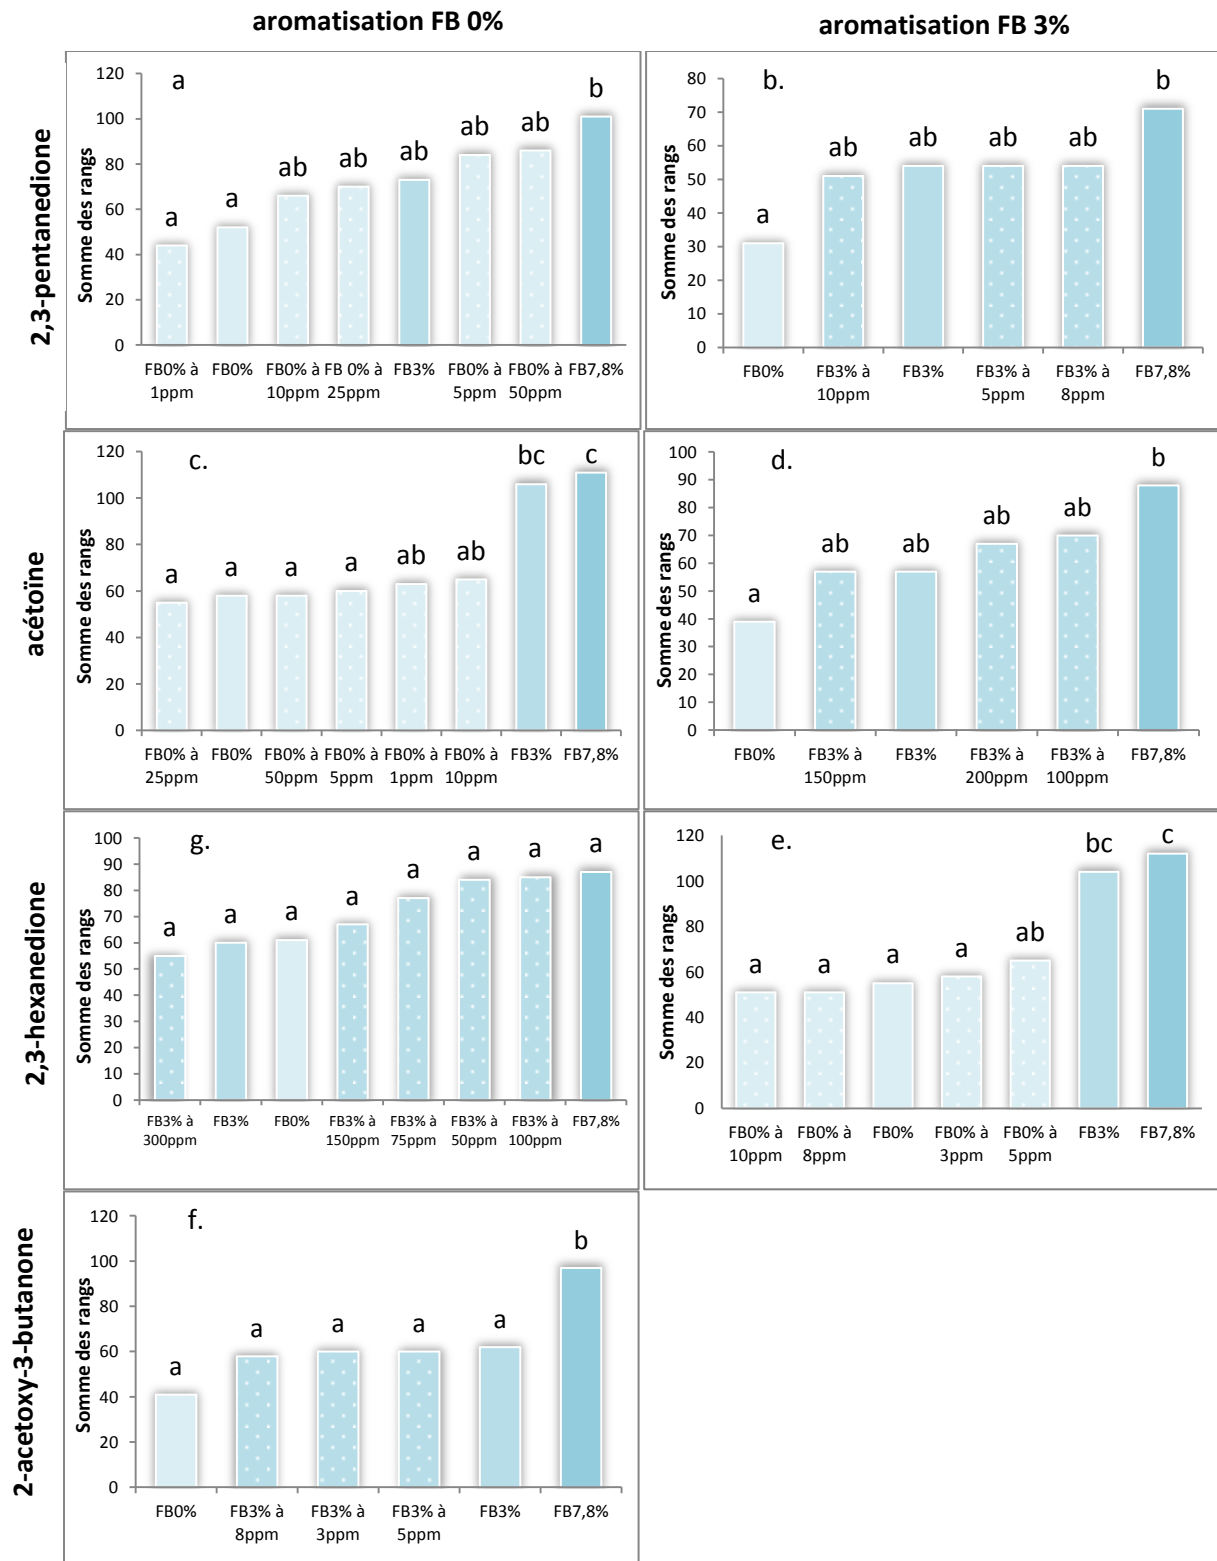 aromatisation FB 0%
aromatisation FB 3%
2,3-pentanedione
a
Somme des rangs
120
100
80
60
40
20
0
a
a
ab
ab
ab
ab
ab
b
FB0% à FB0% FB0% à FB 0% à FB3% FB0% à FB0% à FB7,8%
1ppm 10ppm 25ppm 5ppm 50ppm
b.
Somme des rangs
80
70
60
50
40
30
20
10
0
a
ab
ab
ab
ab
b
FB0% FB3% à FB3% FB3% à FB3% à FB7,8%
10ppm 5ppm 8ppm
acétoïne
c.
Somme des rangs
120
100
80
60
40
20
0
a
a
a
a
ab
ab
bc
c
FB0% à FB0% FB0% à FB0% à FB0% à FB0% à FB3% FB7,8%
25ppm 50ppm 5ppm 1ppm 10ppm
d.
Somme des rangs
100
90
80
70
60
50
40
30
20
10
0
a
ab
ab
ab
ab
b
FB0% FB3% à FB3% FB3% à FB3% à FB7,8%
150ppm 200ppm 100ppm
2,3-hexanedione
g.
Somme des rangs
100
90
80
70
60
50
40
30
20
10
0
a
a
a
a
a
a
a
a
FB3% à FB3% FB0% FB3% à FB3% à FB3% à FB3% à FB7,8%
300ppm 150ppm 75ppm 50ppm 100ppm
e.
Somme des rangs
120
100
80
60
40
20
0
a
a
a
a
ab
bc
c
FB0% à FB0% à FB0% FB0% à FB0% à FB3% FB7,8%
10ppm 8ppm 3ppm 5ppm
2-acetoxy-3-butanone
f.
Somme des rangs
120
100
80
60
40
20
0
a
a
a
a
a
b
FB0% FB3% à FB3% à FB3% à FB3% FB7,8%
8ppm 3ppm 5ppm